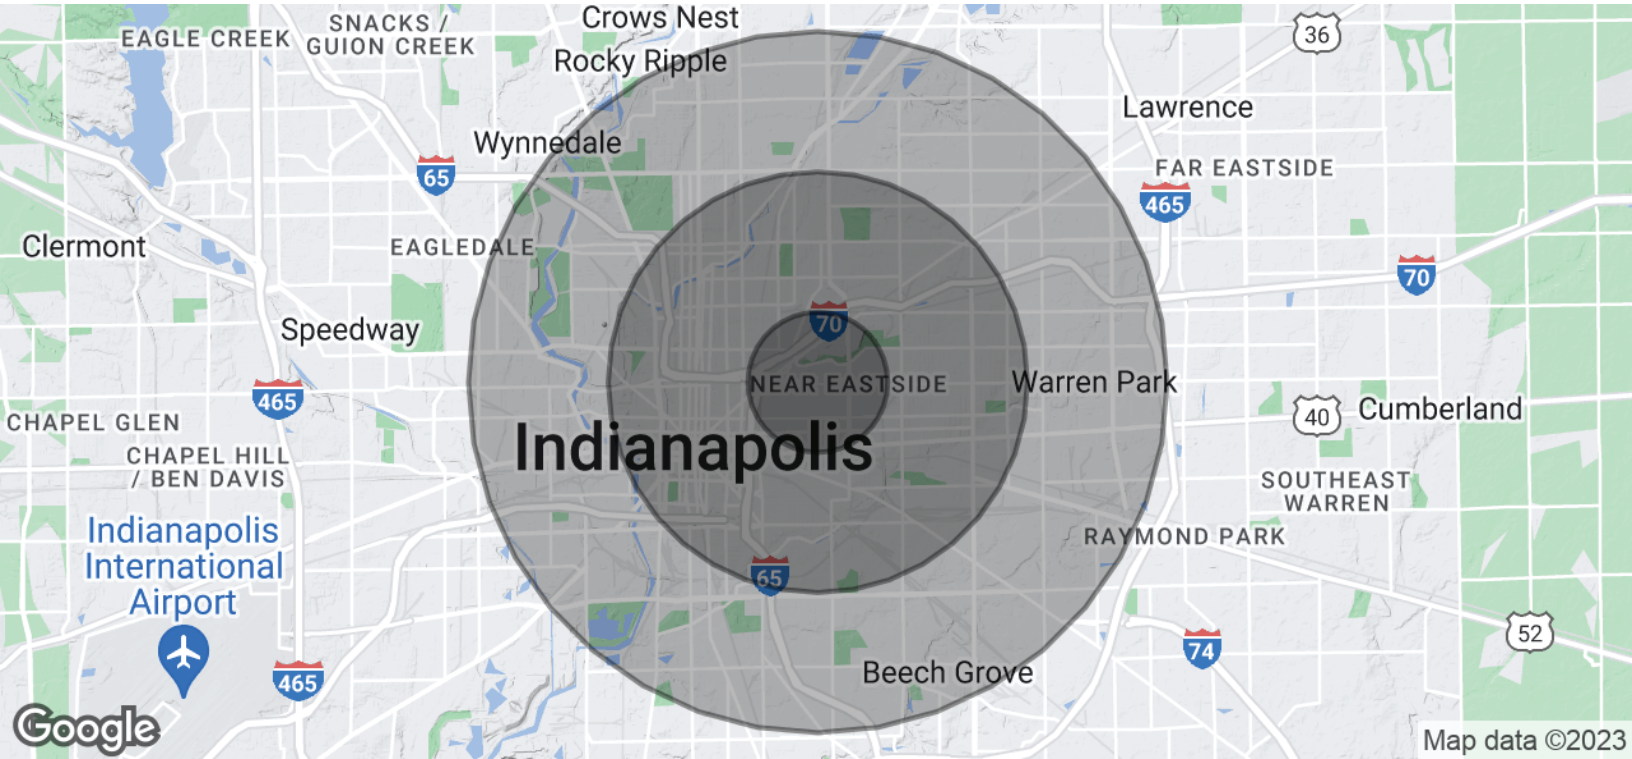 Crows Nest
SNACKS /
GUION CREEK
EAGLE CREEK
36
Rocky Ripple
Lawrence
Wynnedale
FAR EASTSIDE
65
465
Clermont
EAGLEDALE
70
70
Speedway
NEAR EASTSIDE
Warren Park
465
40
Cumberland
CHAPEL GLEN
Indianapolis
CHAPEL HILL
/ BEN DAVIS
SOUTHEAST
WARREN
Indianapolis
International
Airport
RAYMOND PARK
65
52
74
Beech Grove
465
Google
Map data ©2023